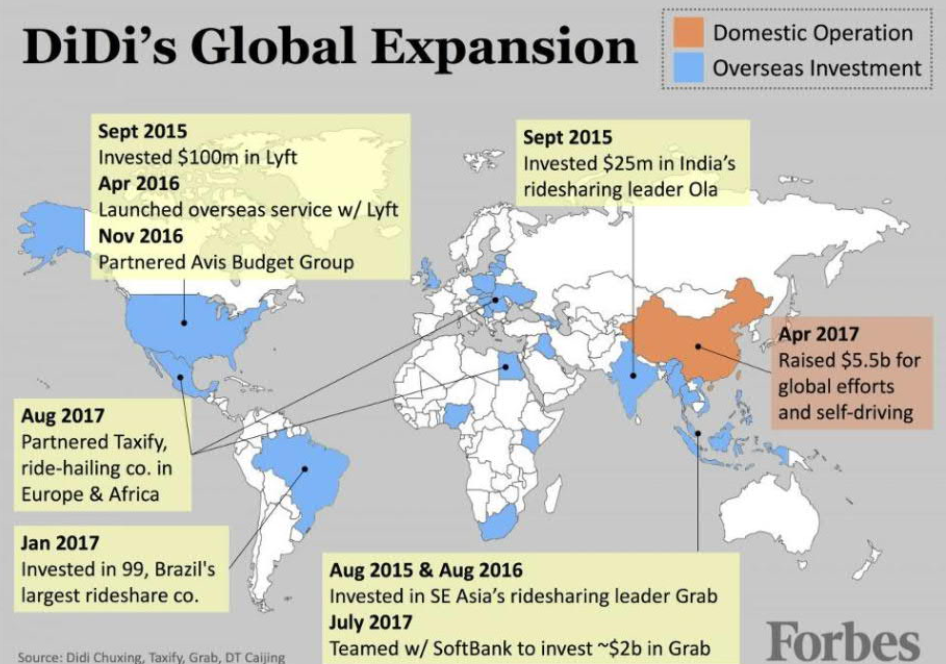 DiDi's Global Expansion
Domestic Operation
Overseas Investment
Sept 2015
Invested $100m in Lyft
Apr 2016
Launched overseas service w/ Lyft
Nov 2016
Partnered Avis Budget Group
Sept 2015
Invested $25m in India's
ridesharing leader Ola
Apr 2017
Raised $5.5b for
global efforts
and self-driving
Aug 2017
Partnered Taxify,
ride-hailing co. in
Europe & Africa
Jan 2017
Invested in 99, Brazil's
largest rideshare co.
Aug 2015 & Aug 2016
Invested in SE Asia's ridesharing leader Grab
July 2017
Teamed w/ SoftBank to invest ~$2b in Grab
Source: Didi Chuxing, Taxify, Grab, DT Caijing
Forbes